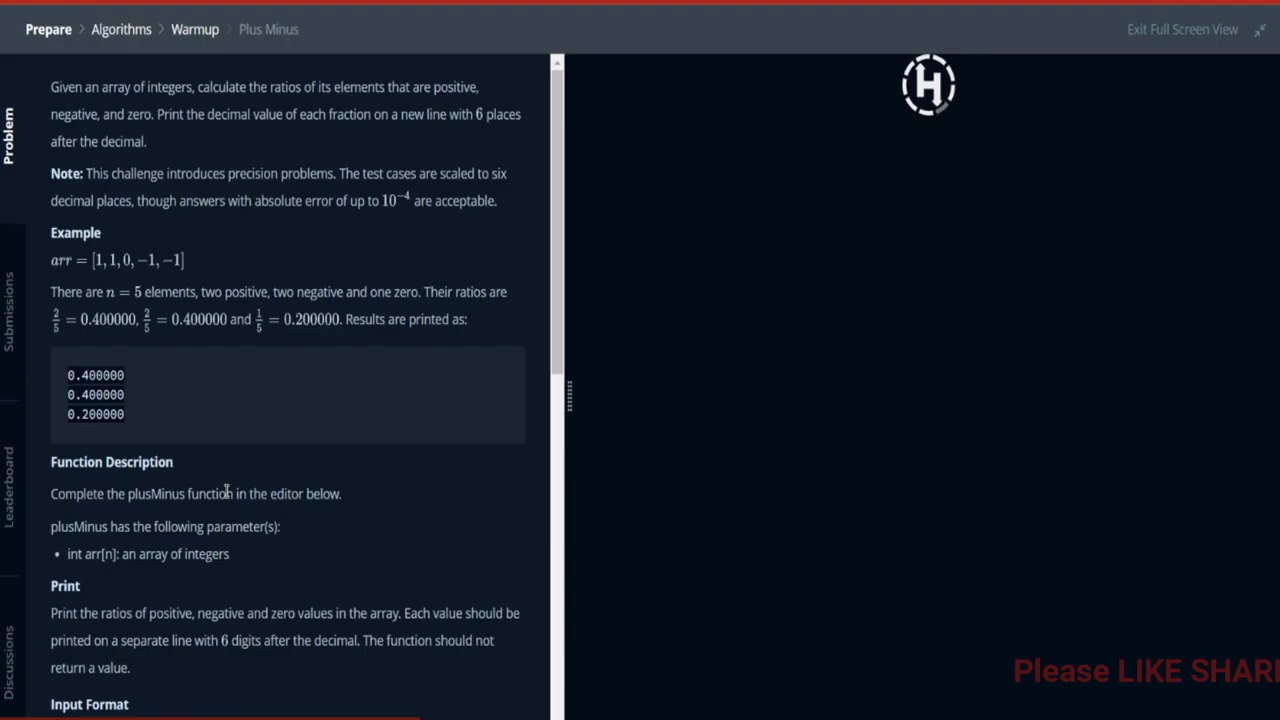 Prepare > Algorithms > Warmup > Plus Minus
Exit Full Screen View
Problem
Submissions
Leaderboard
Discussions
Given an array of integers, calculate the ratios of its elements that are positive,
negative, and zero. Print the decimal value of each fraction on a new line with 6 places
after the decimal.
Note: This challenge introduces precision problems. The test cases are scaled to six
decimal places, though answers with absolute error of up to 10⁻⁴ are acceptable.
Example
arr = [1, 1, 0, −1, −1]
There are n = 5 elements, two positive, two negative and one zero. Their ratios are
2/5 = 0.400000, 2/5 = 0.400000 and 1/5 = 0.200000. Results are printed as:
0.400000
0.400000
0.200000
Function Description
Complete the plusMinus function in the editor below.
plusMinus has the following parameter(s):
• int arr[n]: an array of integers
Print
Print the ratios of positive, negative and zero values in the array. Each value should be
printed on a separate line with 6 digits after the decimal. The function should not
return a value.
Input Format
H
Please LIKE SHAR